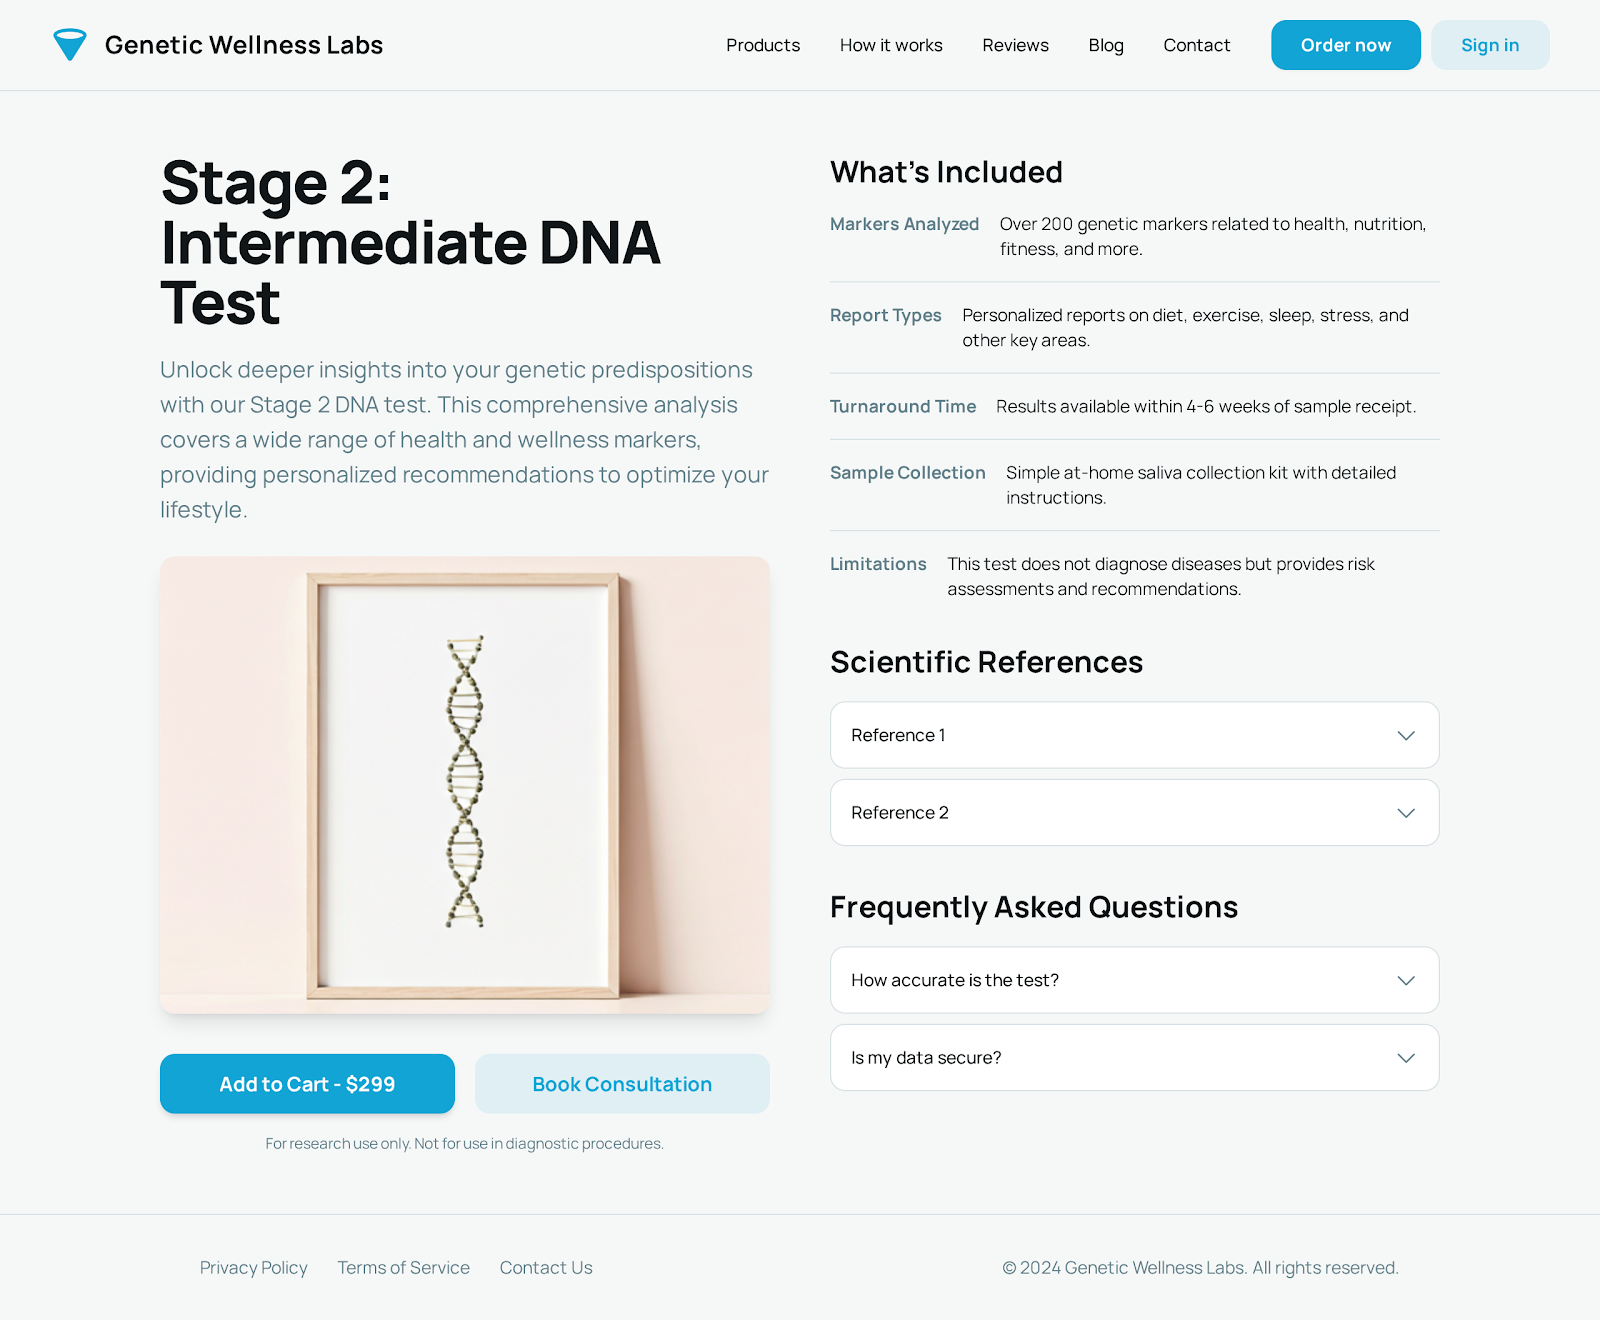 Genetic Wellness Labs
Products
How it works
Reviews
Blog
Contact
Order now
Sign in
Stage 2:
Intermediate DNA
Test
Unlock deeper insights into your genetic predispositions
with our Stage 2 DNA test. This comprehensive analysis
covers a wide range of health and wellness markers,
providing personalized recommendations to optimize your
lifestyle.
Add to Cart - $299
Book Consultation
For research use only. Not for use in diagnostic procedures.
What's Included
Markers Analyzed
Over 200 genetic markers related to health, nutrition,
fitness, and more.
Report Types
Personalized reports on diet, exercise, sleep, stress, and
other key areas.
Turnaround Time
Results available within 4-6 weeks of sample receipt.
Sample Collection
Simple at-home saliva collection kit with detailed
instructions.
Limitations
This test does not diagnose diseases but provides risk
assessments and recommendations.
Scientific References
Reference 1
Reference 2
Frequently Asked Questions
How accurate is the test?
Is my data secure?
Privacy Policy
Terms of Service
Contact Us
© 2024 Genetic Wellness Labs. All rights reserved.